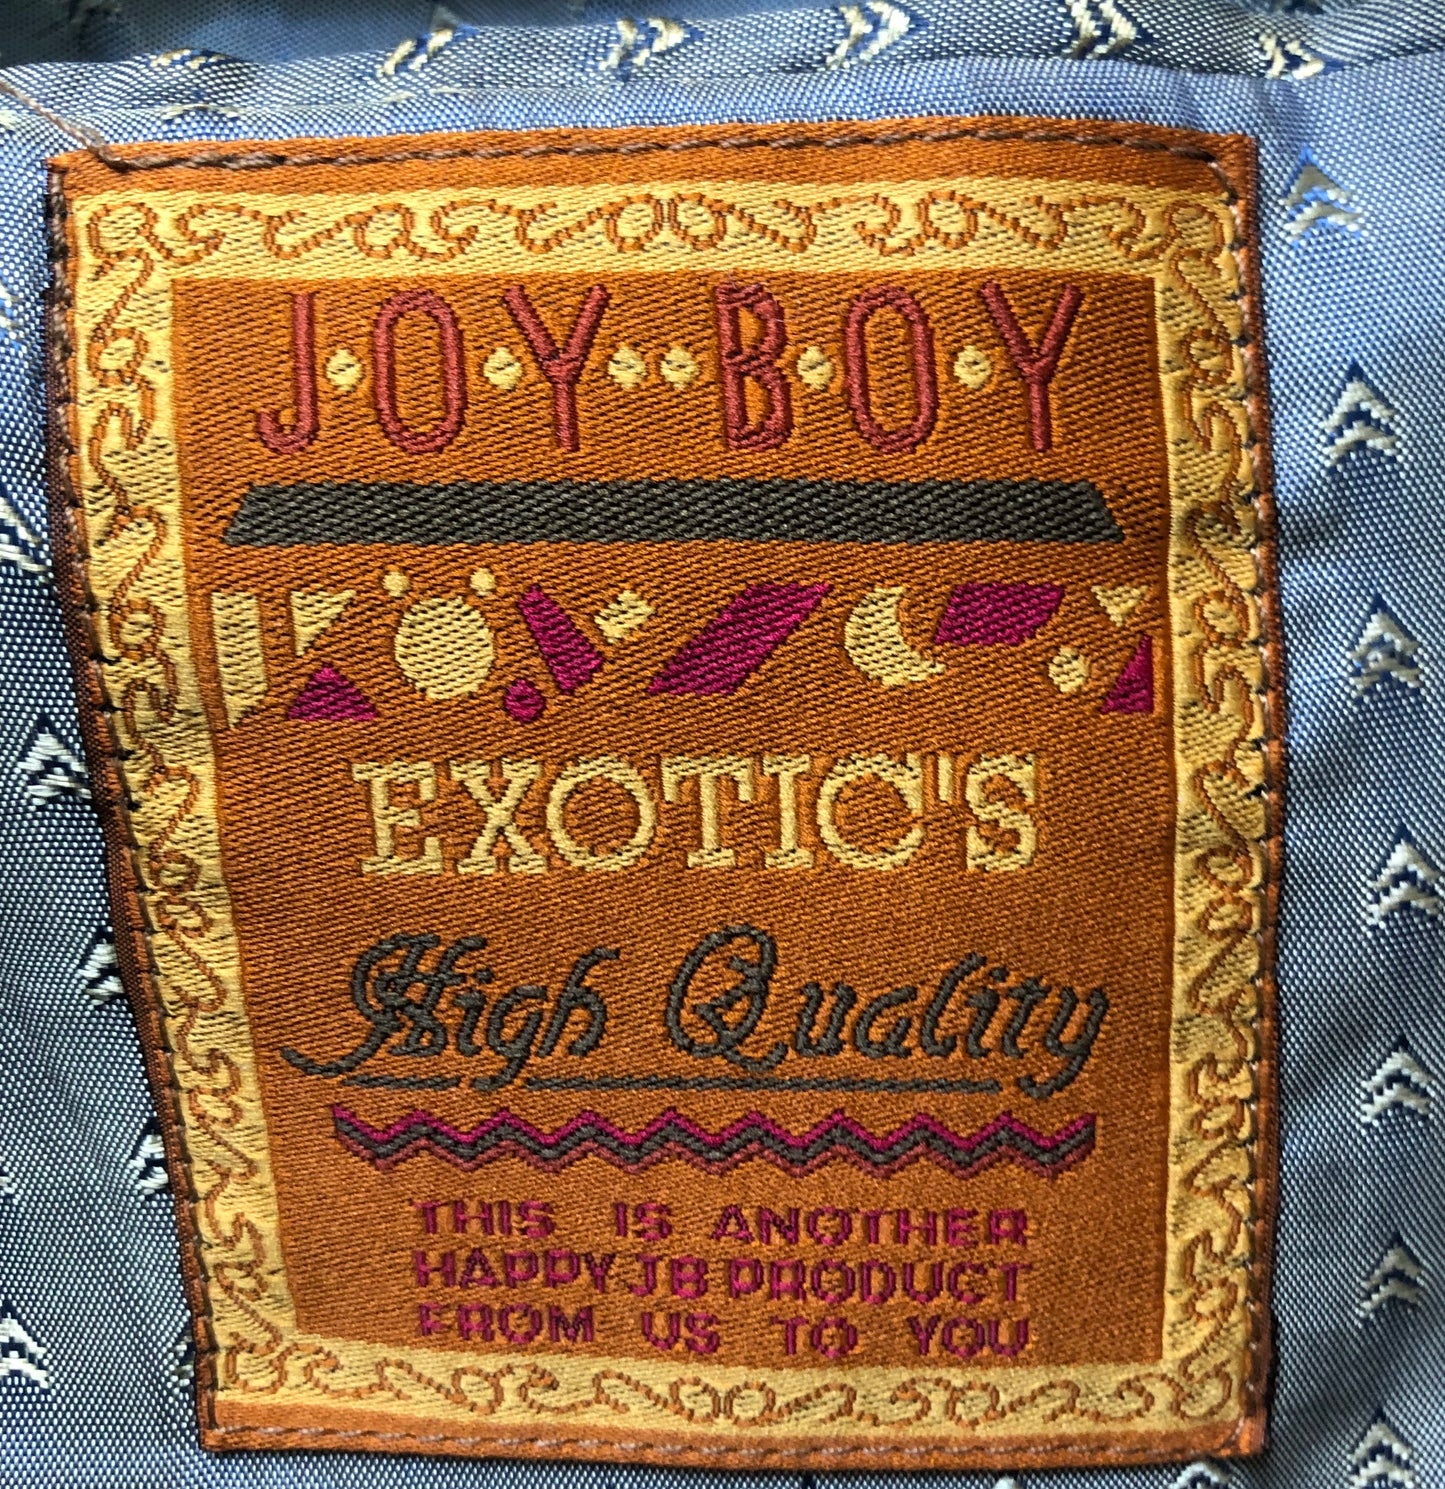 J·O·Y··B·O·Y
EXOTIC'S
High Quality
THIS IS ANOTHER
HAPPY JB PRODUCT
FROM US TO YOU